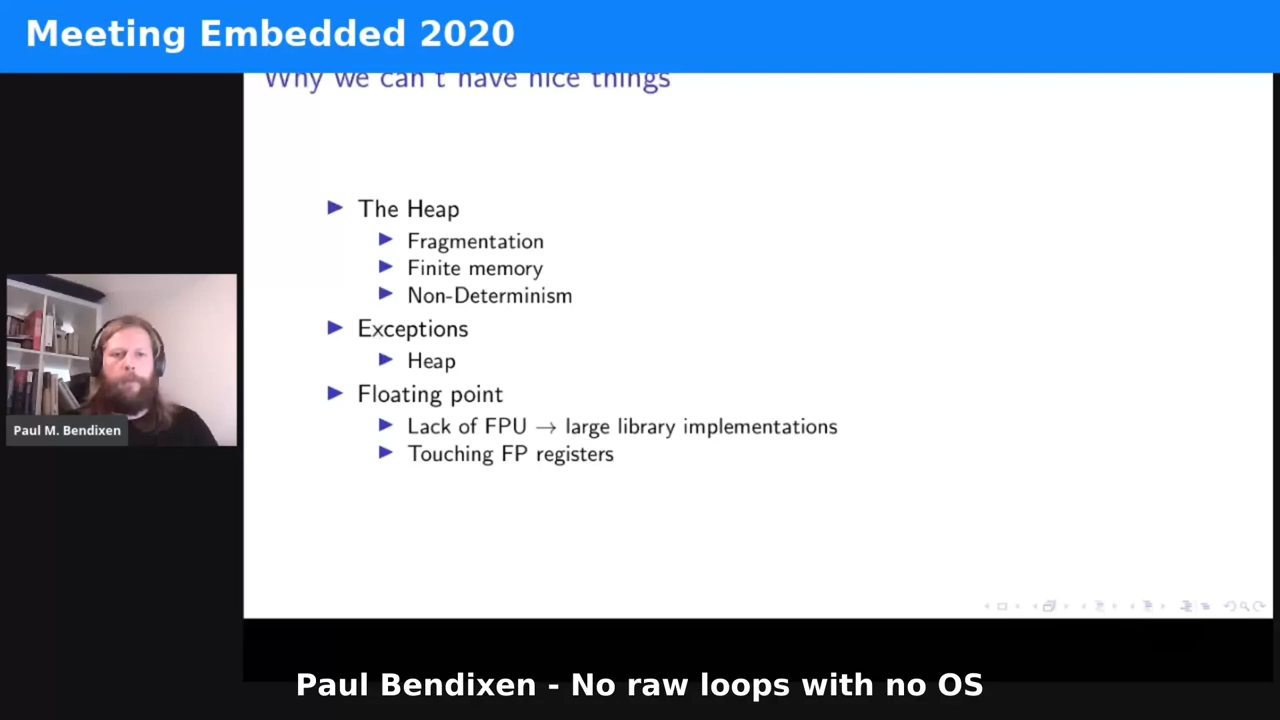 Meeting Embedded 2020
Why we can't have nice things
The Heap
Fragmentation
Finite memory
Non-Determinism
Exceptions
Heap
Floating point
Lack of FPU → large library implementations
Touching FP registers
Paul M. Bendixen
Paul Bendixen - No raw loops with no OS